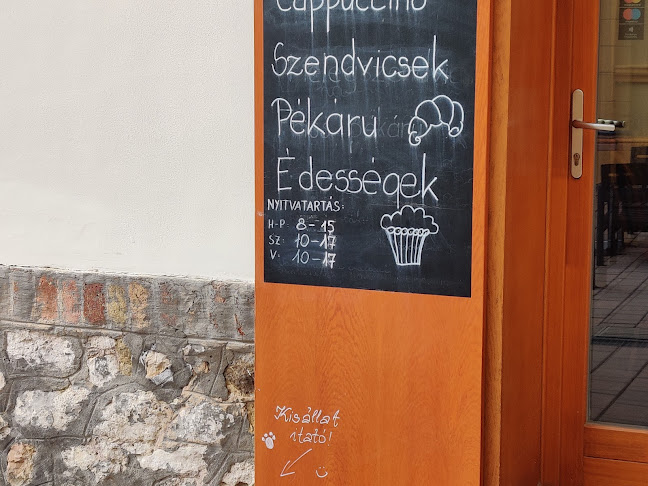 Cappuccino
Szendvicsek
Pékáru
Édességek
NYITVATARTÁS:
H-P 8-15
SZ: 10-17
V: 10-17
Kisállat
itató!